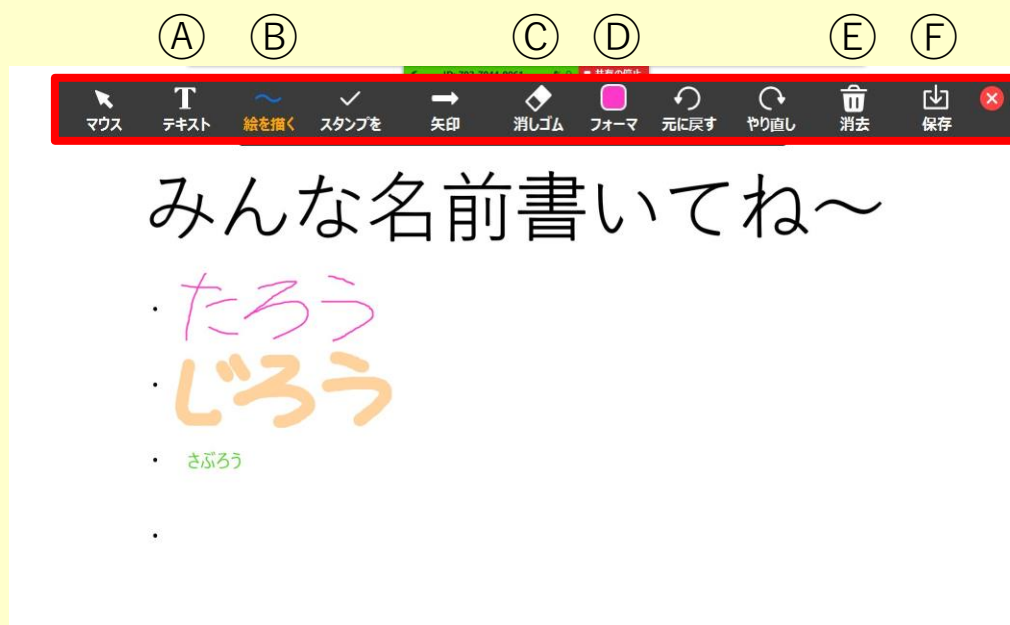 Ⓐ Ⓑ Ⓒ Ⓓ Ⓔ Ⓕ
マウス テキスト 絵を描く スタンプを 矢印 消しゴム フォーマ 元に戻す やり直し 消去 保存
みんな名前書いてね～
・たろう
・じろう
・さぶろう
・